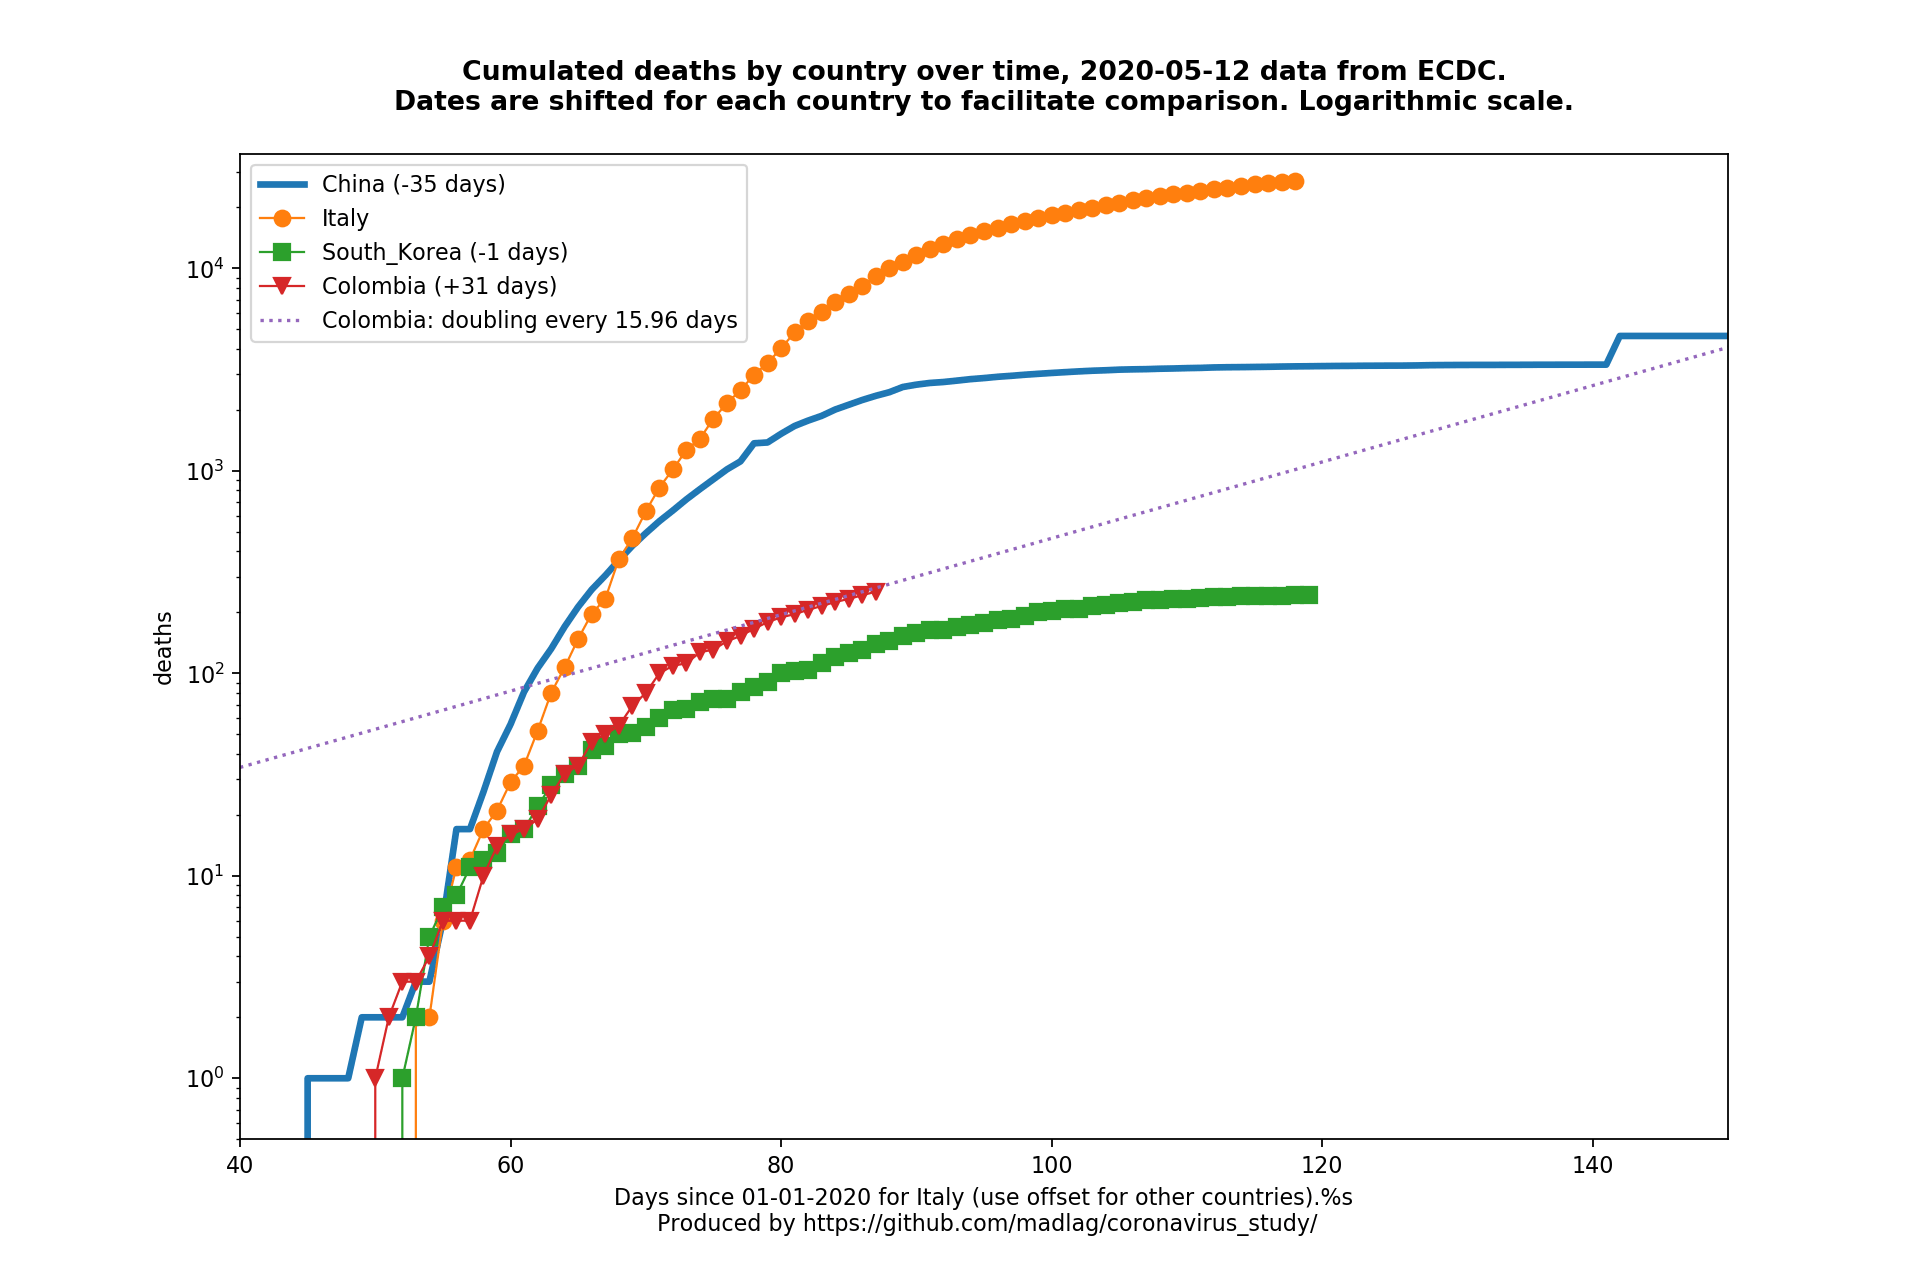 Cumulated deaths by country over time, 2020-05-12 data from ECDC.
Dates are shifted for each country to facilitate comparison. Logarithmic scale.
China (-35 days)
Italy
South_Korea (-1 days)
Colombia (+31 days)
Colombia: doubling every 15.96 days
deaths
10⁴
10³
10²
10¹
10⁰
40 60 80 100 120 140
Days since 01-01-2020 for Italy (use offset for other countries).%s
Produced by https://github.com/madlag/coronavirus_study/